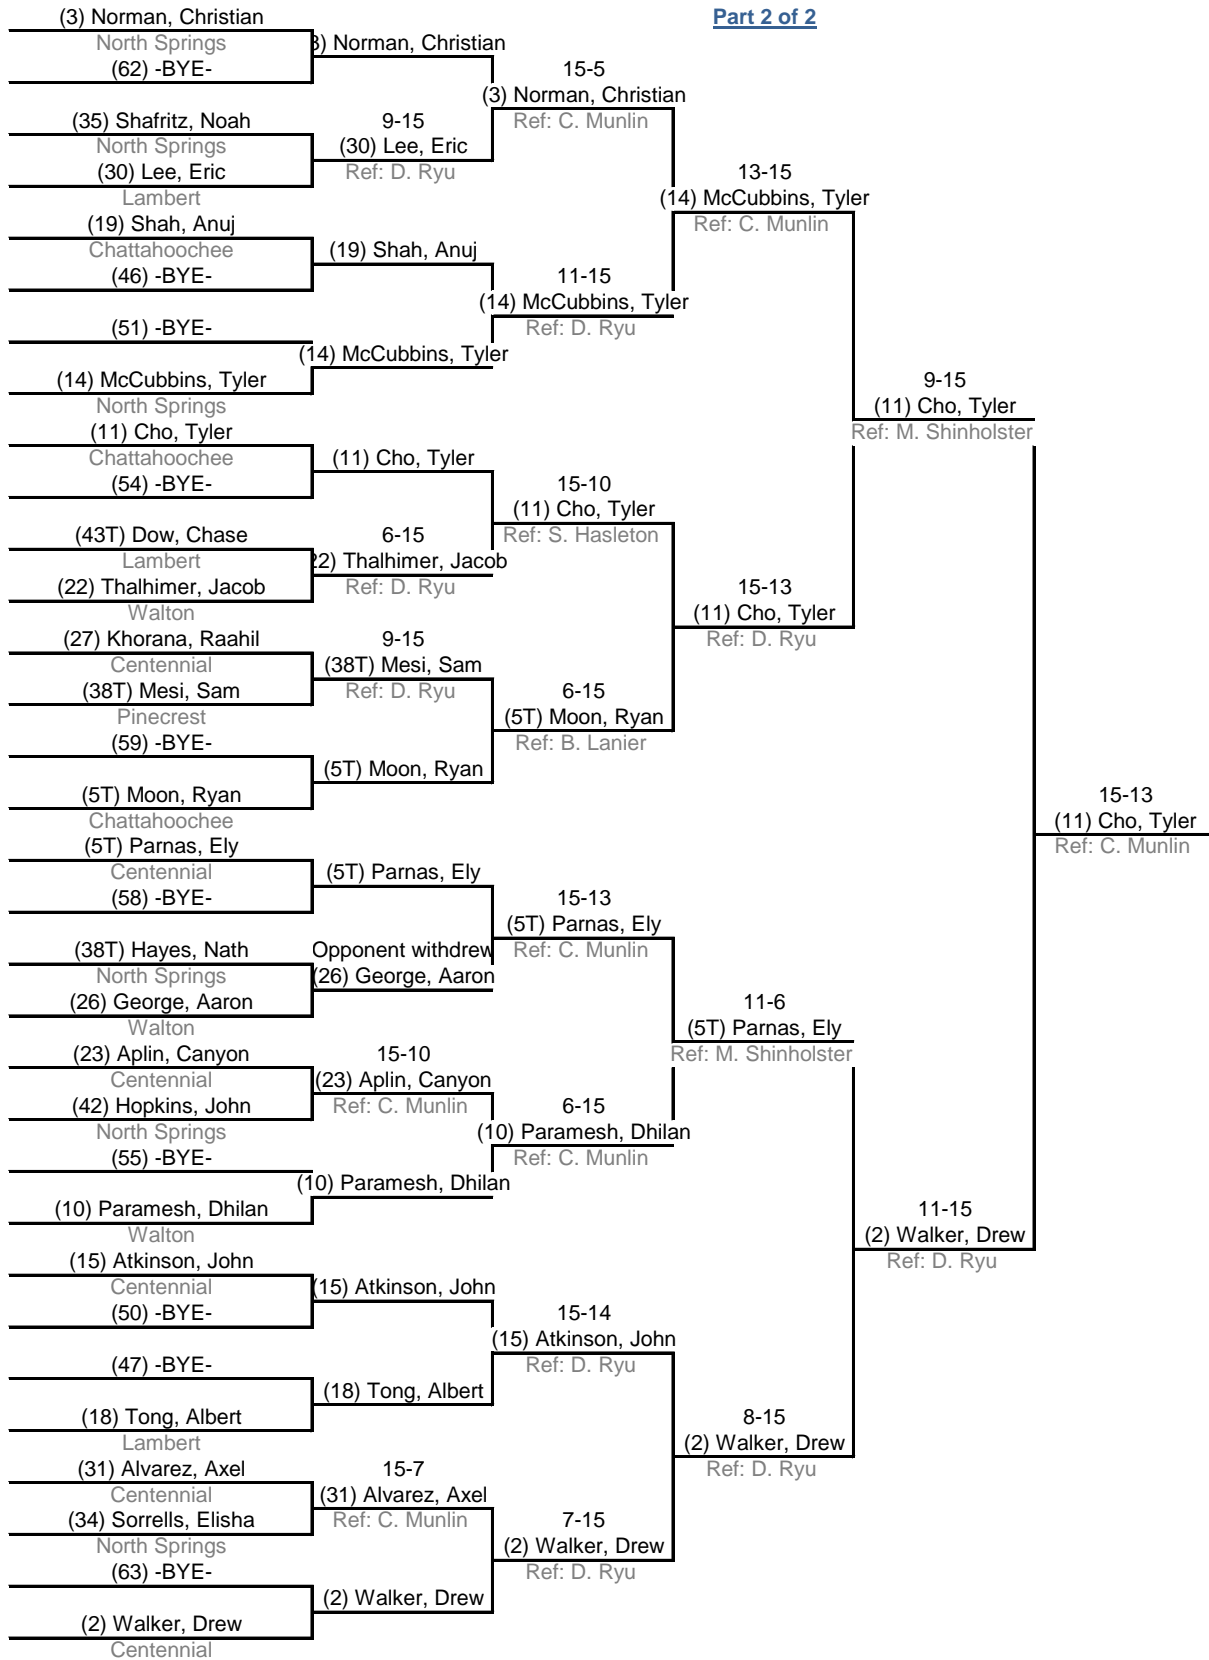 Part 2 of 2
(3) Norman, Christian
North Springs
(62) -BYE-
(35) Shafritz, Noah
North Springs
(30) Lee, Eric
Lambert
(19) Shah, Anuj
Chattahoochee
(46) -BYE-
(51) -BYE-
(14) McCubbins, Tyler
North Springs
(11) Cho, Tyler
Chattahoochee
(54) -BYE-
(43T) Dow, Chase
Lambert
(22) Thalhimer, Jacob
Walton
(27) Khorana, Raahil
Centennial
(38T) Mesi, Sam
Pinecrest
(59) -BYE-
(5T) Moon, Ryan
Chattahoochee
(5T) Parnas, Ely
Centennial
(58) -BYE-
(38T) Hayes, Nath
North Springs
(26) George, Aaron
Walton
(23) Aplin, Canyon
Centennial
(42) Hopkins, John
North Springs
(55) -BYE-
(10) Paramesh, Dhilan
Walton
(15) Atkinson, John
Centennial
(50) -BYE-
(47) -BYE-
(18) Tong, Albert
Lambert
(31) Alvarez, Axel
Centennial
(34) Sorrells, Elisha
North Springs
(63) -BYE-
(2) Walker, Drew
Centennial
3) Norman, Christian
9-15
(30) Lee, Eric
Ref: D. Ryu
(19) Shah, Anuj
(14) McCubbins, Tyler
(11) Cho, Tyler
6-15
22) Thalhimer, Jacob
Ref: D. Ryu
9-15
(38T) Mesi, Sam
Ref: D. Ryu
(5T) Moon, Ryan
(5T) Parnas, Ely
Opponent withdrew
(26) George, Aaron
15-10
(23) Aplin, Canyon
Ref: C. Munlin
(10) Paramesh, Dhilan
(15) Atkinson, John
(18) Tong, Albert
15-7
(31) Alvarez, Axel
Ref: C. Munlin
(2) Walker, Drew
15-5
(3) Norman, Christian
Ref: C. Munlin
11-15
(14) McCubbins, Tyler
Ref: D. Ryu
15-10
(11) Cho, Tyler
Ref: S. Hasleton
6-15
(5T) Moon, Ryan
Ref: B. Lanier
15-13
(5T) Parnas, Ely
Ref: C. Munlin
6-15
(10) Paramesh, Dhilan
Ref: C. Munlin
15-14
(15) Atkinson, John
Ref: D. Ryu
7-15
(2) Walker, Drew
Ref: D. Ryu
13-15
(14) McCubbins, Tyler
Ref: C. Munlin
15-13
(11) Cho, Tyler
Ref: D. Ryu
11-6
(5T) Parnas, Ely
Ref: M. Shinholster
8-15
(2) Walker, Drew
Ref: D. Ryu
9-15
(11) Cho, Tyler
Ref: M. Shinholster
11-15
(2) Walker, Drew
Ref: D. Ryu
15-13
(11) Cho, Tyler
Ref: C. Munlin